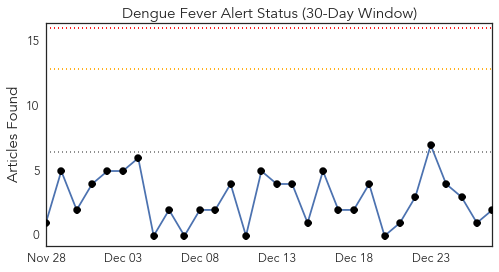 Dengue Fever Alert Status (30-Day Window)
15
10
5
0
Articles Found
Nov 28 Dec 03 Dec 08 Dec 13 Dec 18 Dec 23